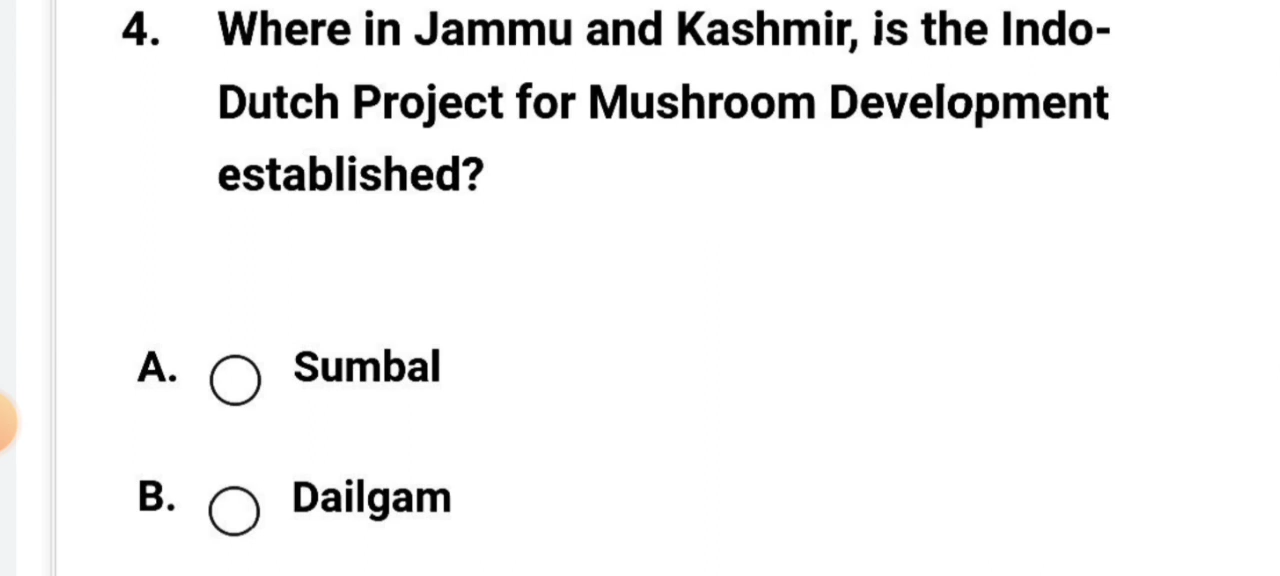 4. Where in Jammu and Kashmir, is the Indo-
Dutch Project for Mushroom Development
established?
A. Sumbal
B. Dailgam